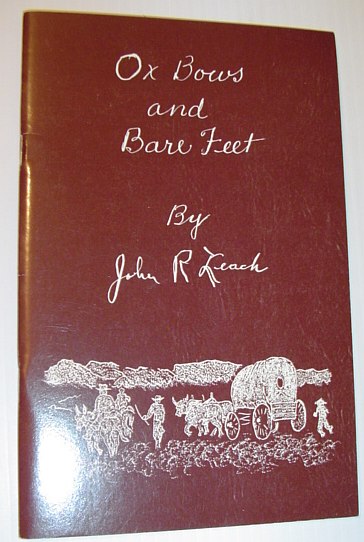 Ox Bows
and
Bare Feet
By
John R Leach